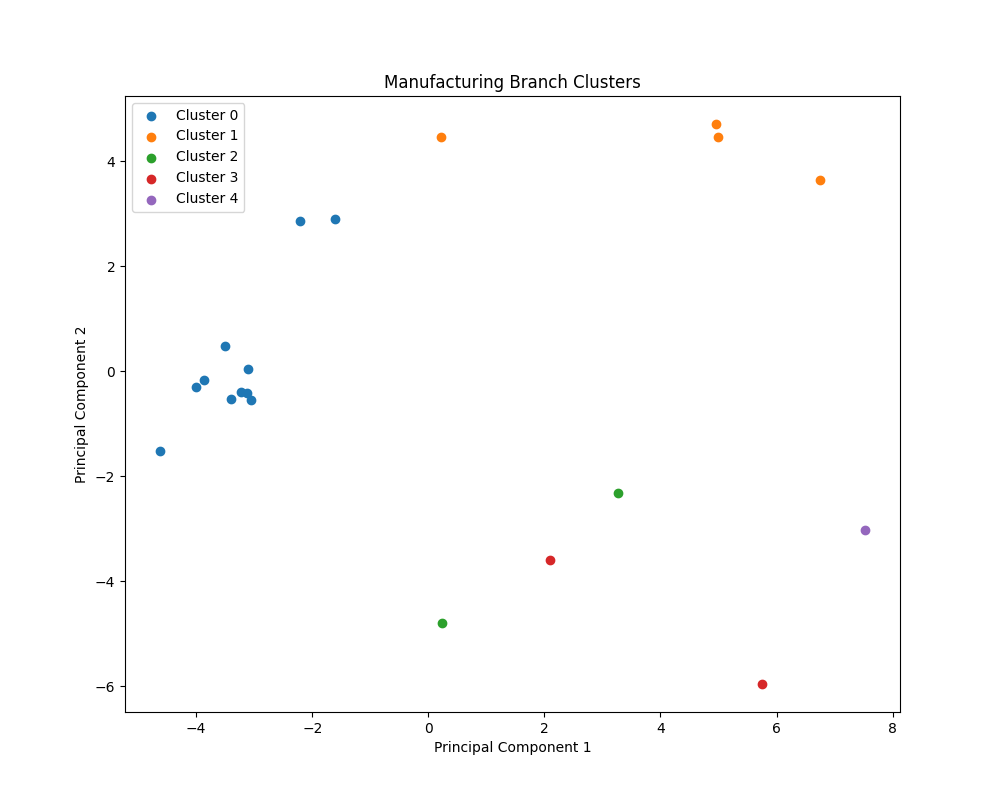 Manufacturing Branch Clusters
Cluster 0
Cluster 1
Cluster 2
Cluster 3
Cluster 4
4
2
0
−2
−4
−6
Principal Component 2
−4
−2
0
2
4
6
8
Principal Component 1